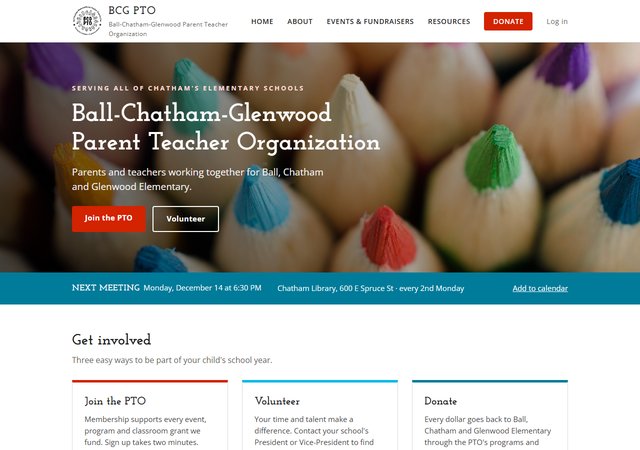 BCG PTO
BCG PTO
Ball-Chatham-Glenwood Parent Teacher
Organization
HOME ABOUT EVENTS & FUNDRAISERS RESOURCES DONATE Log in
SERVING ALL OF CHATHAM'S ELEMENTARY SCHOOLS
Ball-Chatham-Glenwood
Parent Teacher Organization
Parents and teachers working together for Ball, Chatham
and Glenwood Elementary.
Join the PTO Volunteer
NEXT MEETING Monday, December 14 at 6:30 PM Chatham Library, 600 E Spruce St · every 2nd Monday Add to calendar
Get involved
Three easy ways to be part of your child's school year.
Join the PTO
Membership supports every event,
program and classroom grant we
fund. Sign up takes two minutes.
Volunteer
Your time and talent make a
difference. Contact your school's
President or Vice-President to find
Donate
Every dollar goes back to Ball,
Chatham and Glenwood Elementary
through the PTO's programs and